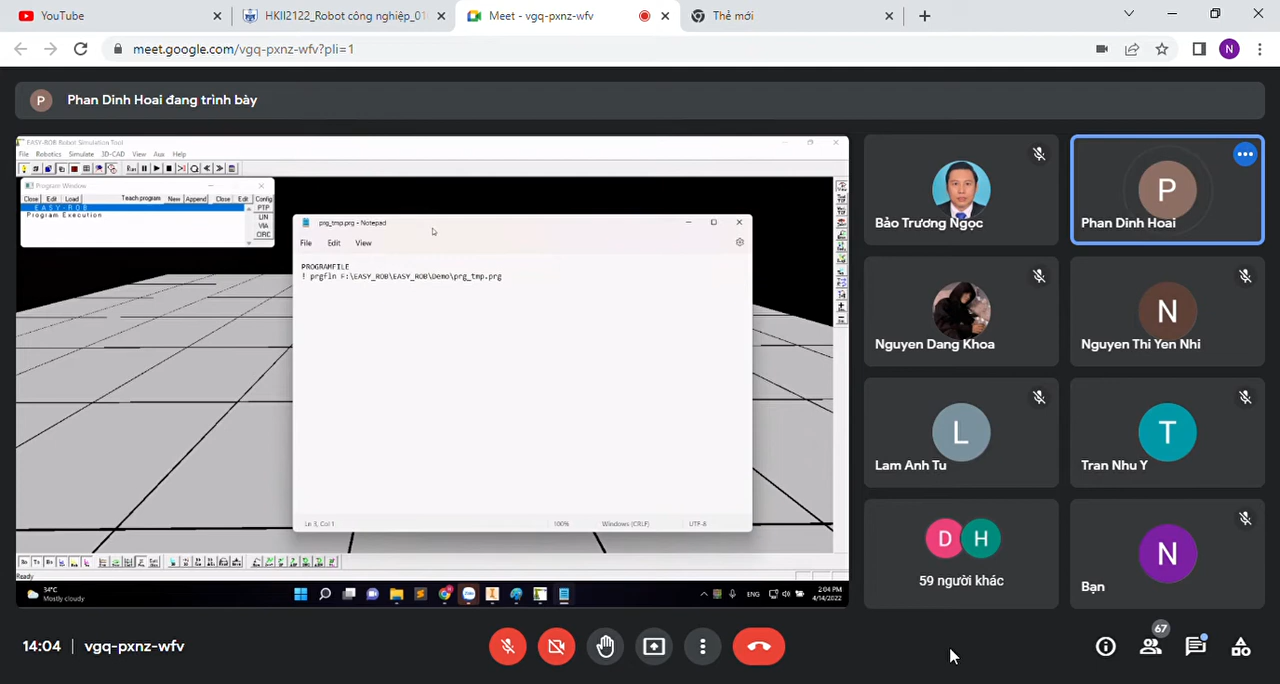 YouTube
HKII2122_Robot công nghiệp_01
Meet - vgq-pxnz-wfv
Thẻ mới
meet.google.com/vgq-pxnz-wfv?pli=1
N
P
Phan Dinh Hoai đang trình bày
EASY-ROB Robot Simulation Tool
File Robotics Simulate 3D-CAD View Aux Help
Run
Program Window
Close Edit Load Teach program New Append Close Edit Config
EASY-ROB
Program Execution
PTP
LIN
VIA
CIRC
prg_tmp.prg - Notepad
File Edit View
PROGRAMFILE
! prgfln F:\EASY_ROB\EASY_ROB\Demo\prg_tmp.prg
Ln 3, Col 1 100% Windows (CRLF) UTF-8
Ready
34°C
Mostly cloudy
ENG
2:04 PM
4/14/2022
Bảo Trương Ngọc
P
Phan Dinh Hoai
Nguyen Dang Khoa
N
Nguyen Thi Yen Nhi
L
Lam Anh Tu
T
Tran Nhu Y
D H
59 người khác
N
Bạn
14:04 | vgq-pxnz-wfv
67